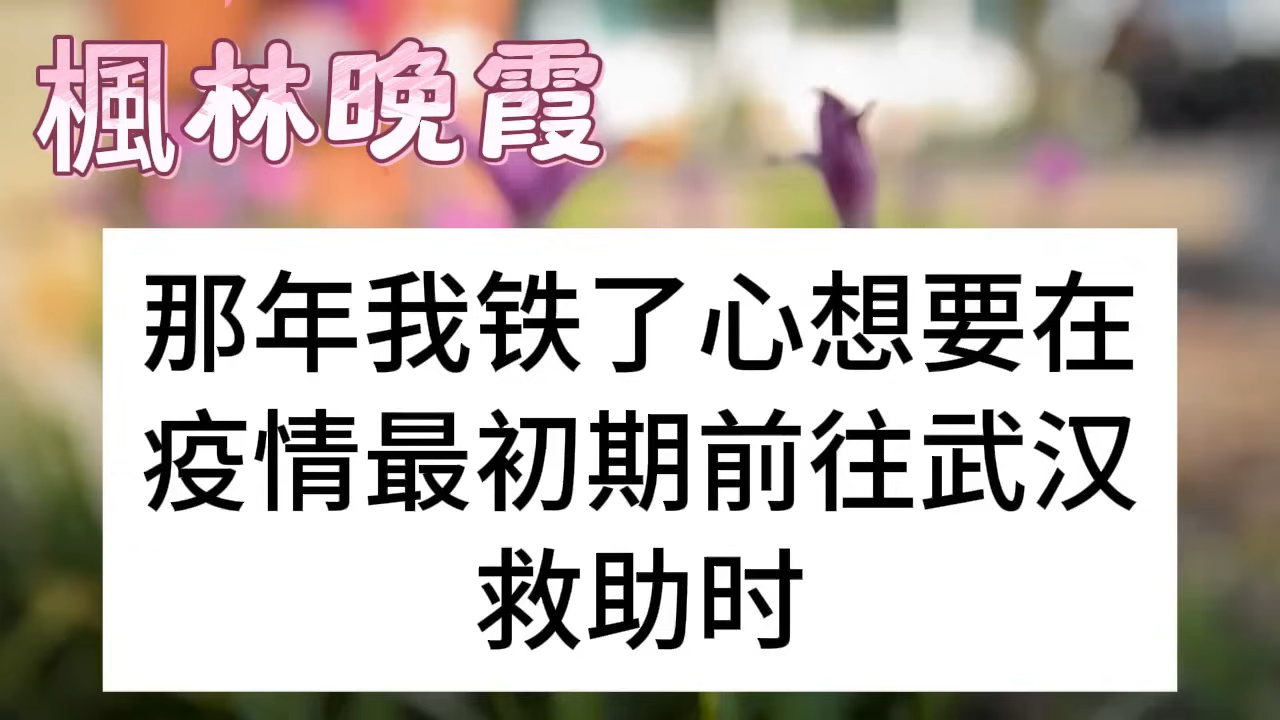 楓林晚霞
那年我铁了心想要在
疫情最初期前往武汉
救助时